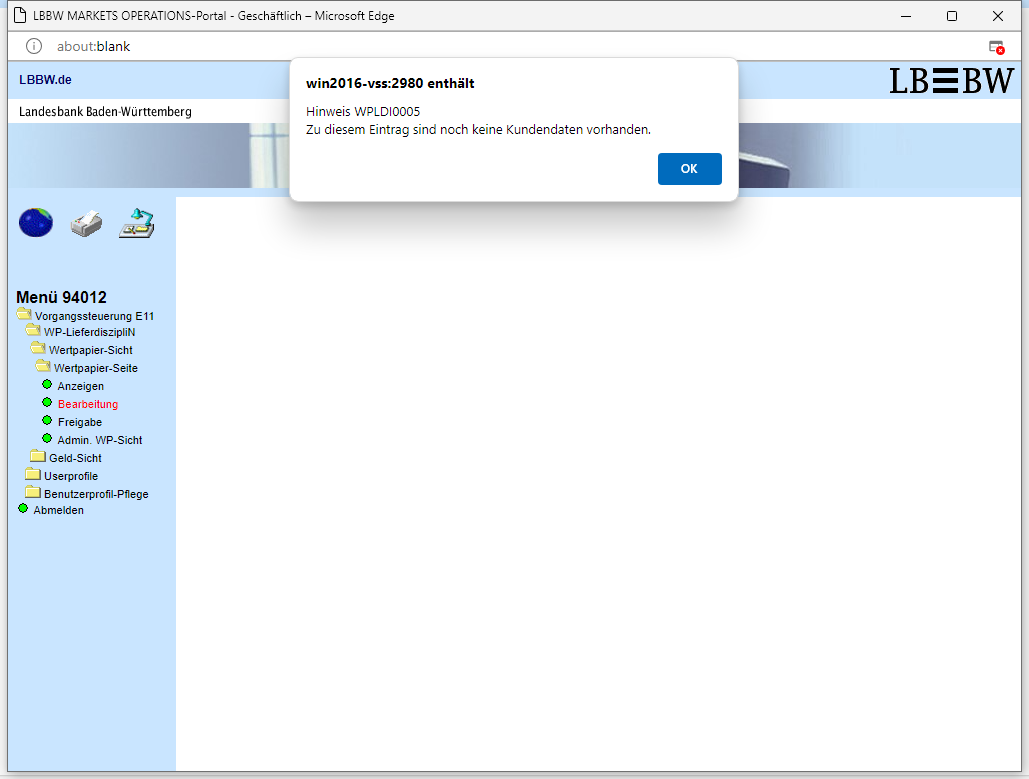 LBBW MARKETS OPERATIONS-Portal - Geschäftlich – Microsoft Edge
about:blank
LBBW.de
LBBW
Landesbank Baden-Württemberg
win2016-vss:2980 enthält
Hinweis WPLDI0005
Zu diesem Eintrag sind noch keine Kundendaten vorhanden.
OK
Menü 94012
Vorgangssteuerung E11
WP-LieferdiszipliN
Wertpapier-Sicht
Wertpapier-Seite
Anzeigen
Bearbeitung
Freigabe
Admin. WP-Sicht
Geld-Sicht
Userprofile
Benutzerprofil-Pflege
Abmelden